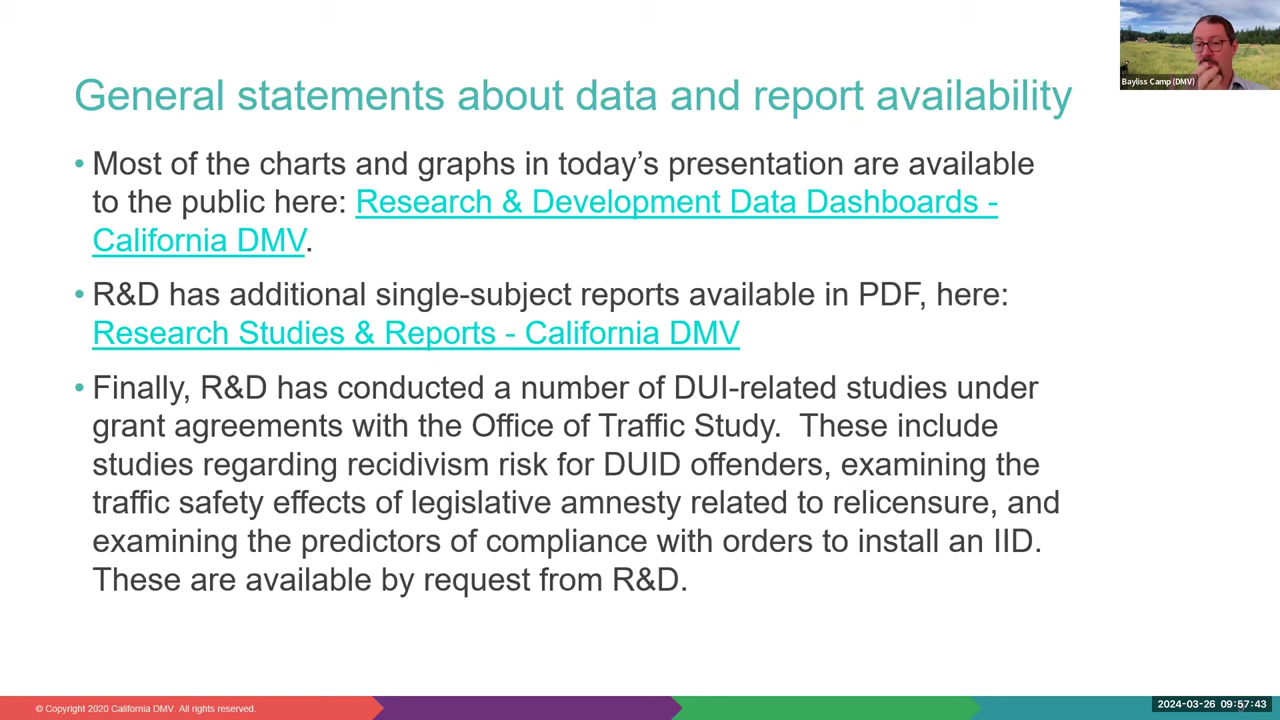 General statements about data and report availability
• Most of the charts and graphs in today’s presentation are available
to the public here: Research & Development Data Dashboards -
California DMV.
• R&D has additional single-subject reports available in PDF, here:
Research Studies & Reports - California DMV
• Finally, R&D has conducted a number of DUI-related studies under
grant agreements with the Office of Traffic Study.  These include
studies regarding recidivism risk for DUID offenders, examining the
traffic safety effects of legislative amnesty related to relicensure, and
examining the predictors of compliance with orders to install an IID.
These are available by request from R&D.
Bayliss Camp (DMV)
© Copyright 2020 California DMV. All rights reserved.
2024-03-26 09:57:43